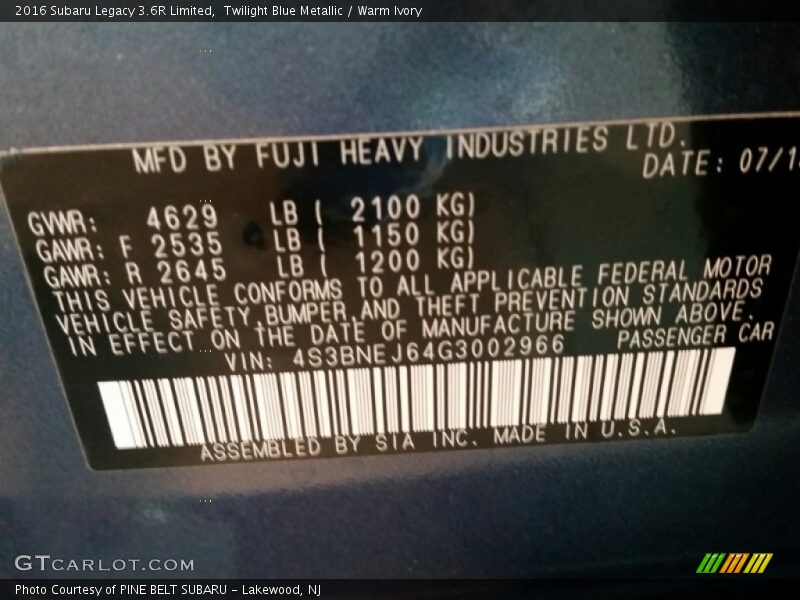 2016 Subaru Legacy 3.6R Limited,  Twilight Blue Metallic / Warm Ivory
MFD BY FUJI HEAVY INDUSTRIES LTD.
DATE: 07/1
GVWR: 4629 LB ( 2100 KG)
GAWR: F 2535 LB ( 1150 KG)
GAWR: R 2645 LB ( 1200 KG)
THIS VEHICLE CONFORMS TO ALL APPLICABLE FEDERAL MOTOR
VEHICLE SAFETY,BUMPER,AND THEFT PREVENTION STANDARDS
IN EFFECT ON THE DATE OF MANUFACTURE SHOWN ABOVE.
VIN: 4S3BNEJ64G3002966 PASSENGER CAR
ASSEMBLED BY SIA INC. MADE IN U.S.A.
GTCARLOT.COM
Photo Courtesy of PINE BELT SUBARU - Lakewood, NJ